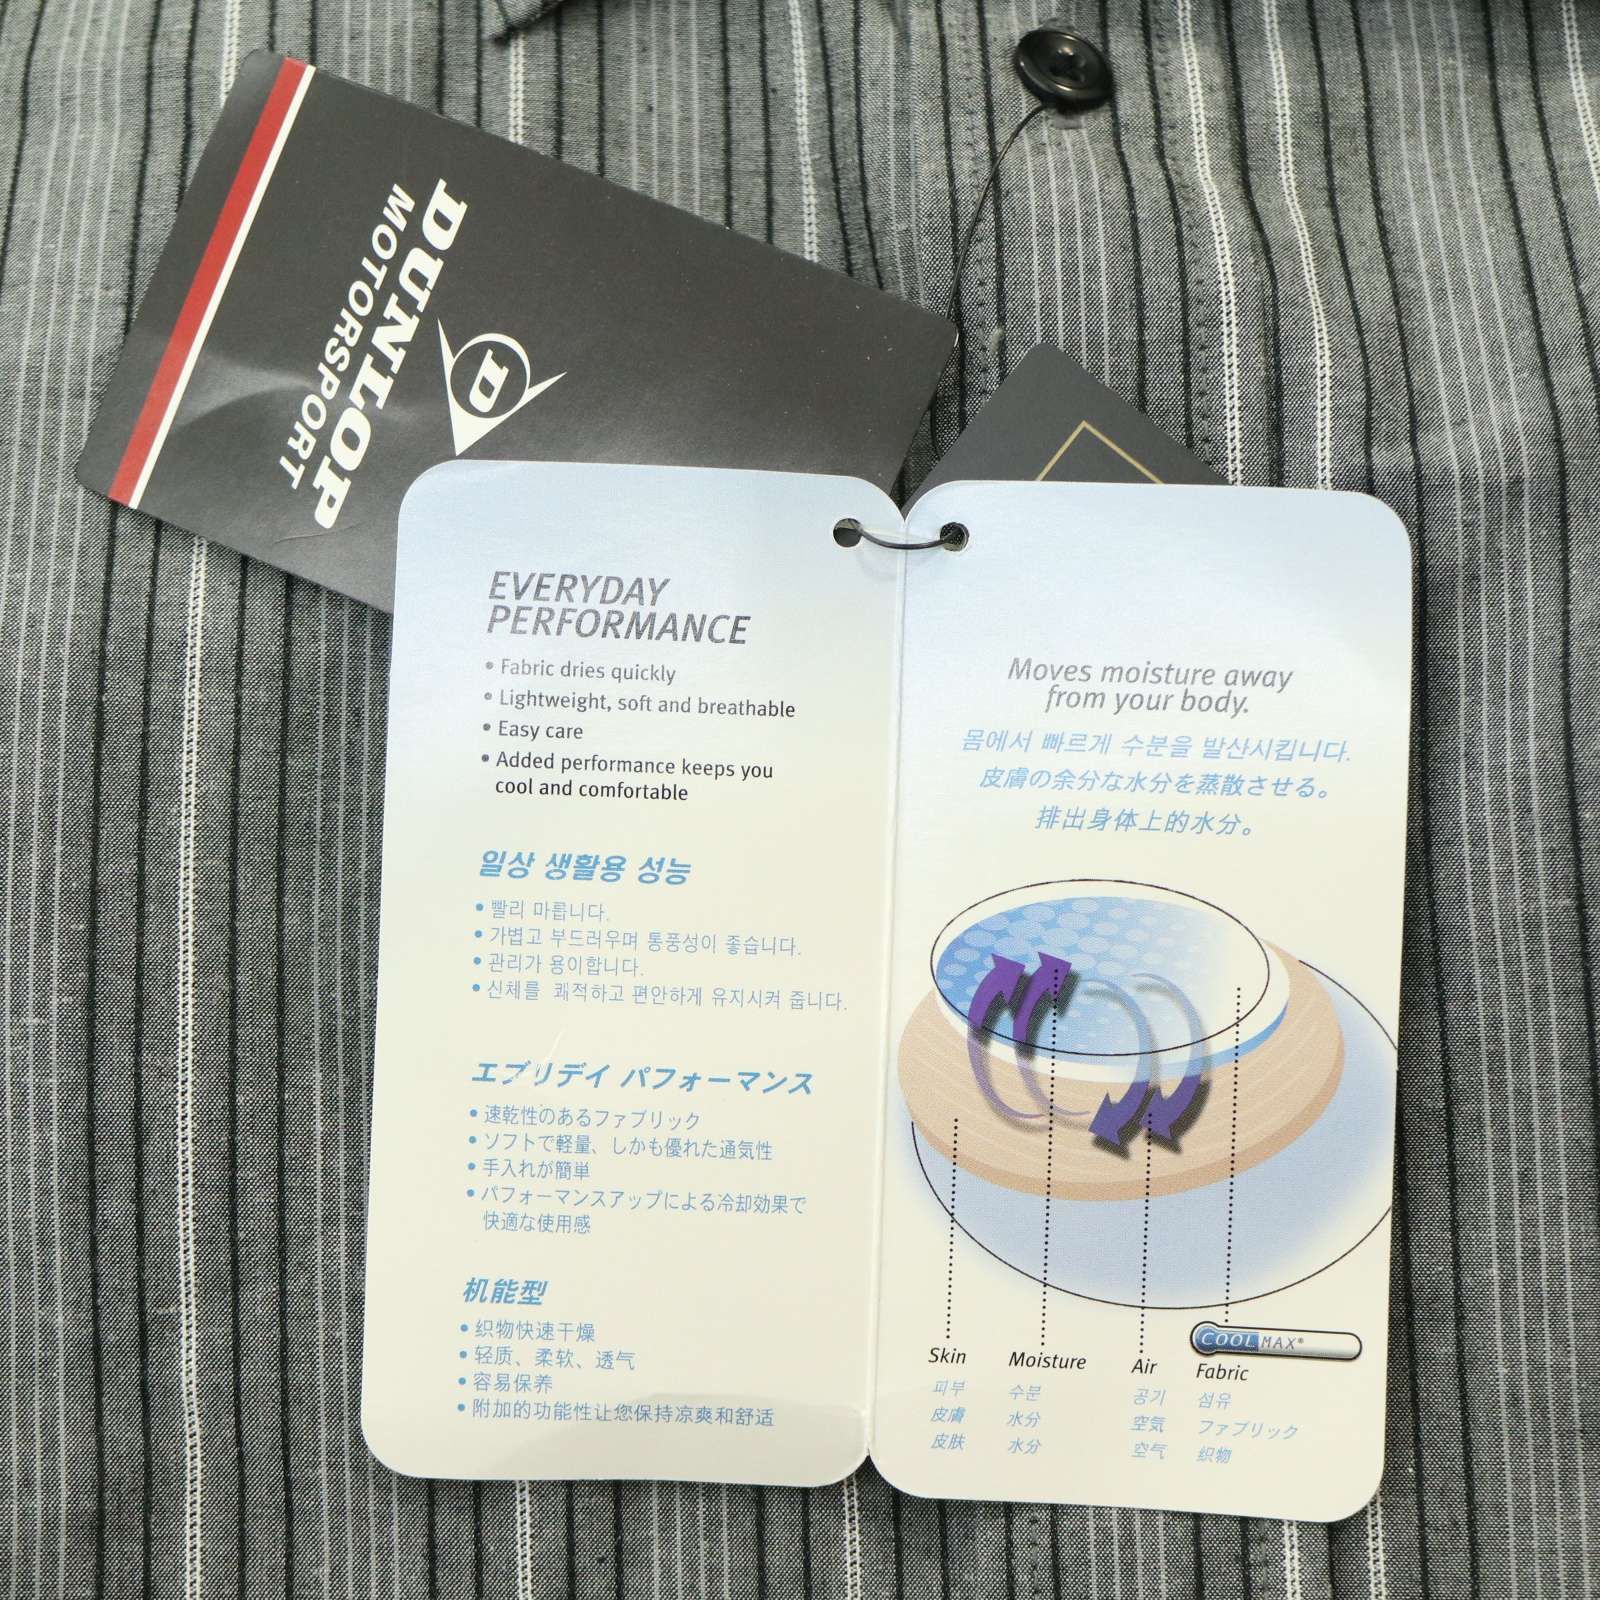 DUNLOP
MOTORSPORT
D
EVERYDAY
PERFORMANCE
• Fabric dries quickly
• Lightweight, soft and breathable
• Easy care
• Added performance keeps you
cool and comfortable
일상 생활용 성능
• 빨리 마릅니다.
• 가볍고 부드러우며 통풍성이 좋습니다.
• 관리가 용이합니다.
• 신체를 쾌적하고 편안하게 유지시켜 줍니다.
エブリデイ パフォーマンス
• 速乾性のあるファブリック
• ソフトで軽量、しかも優れた通気性
• 手入れが簡単
• パフォーマンスアップによる冷却効果で
快適な使用感
机能型
• 织物快速干燥
• 轻质、柔软、透气
• 容易保养
• 附加的功能性让您保持凉爽和舒适
Moves moisture away
from your body.
몸에서 빠르게 수분을 발산시킵니다.
皮膚の余分な水分を蒸散させる。
排出身体上的水分。
COOLMAX®
Skin Moisture Air Fabric
피부 수분 공기 섬유
皮膚 水分 空気 ファブリック
皮肤 水分 空气 织物